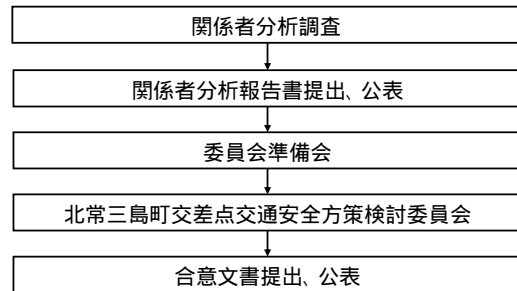 関係者分析調査
関係者分析報告書提出、公表
委員会準備会
北常三島町交差点交通安全方策検討委員会
合意文書提出、公表